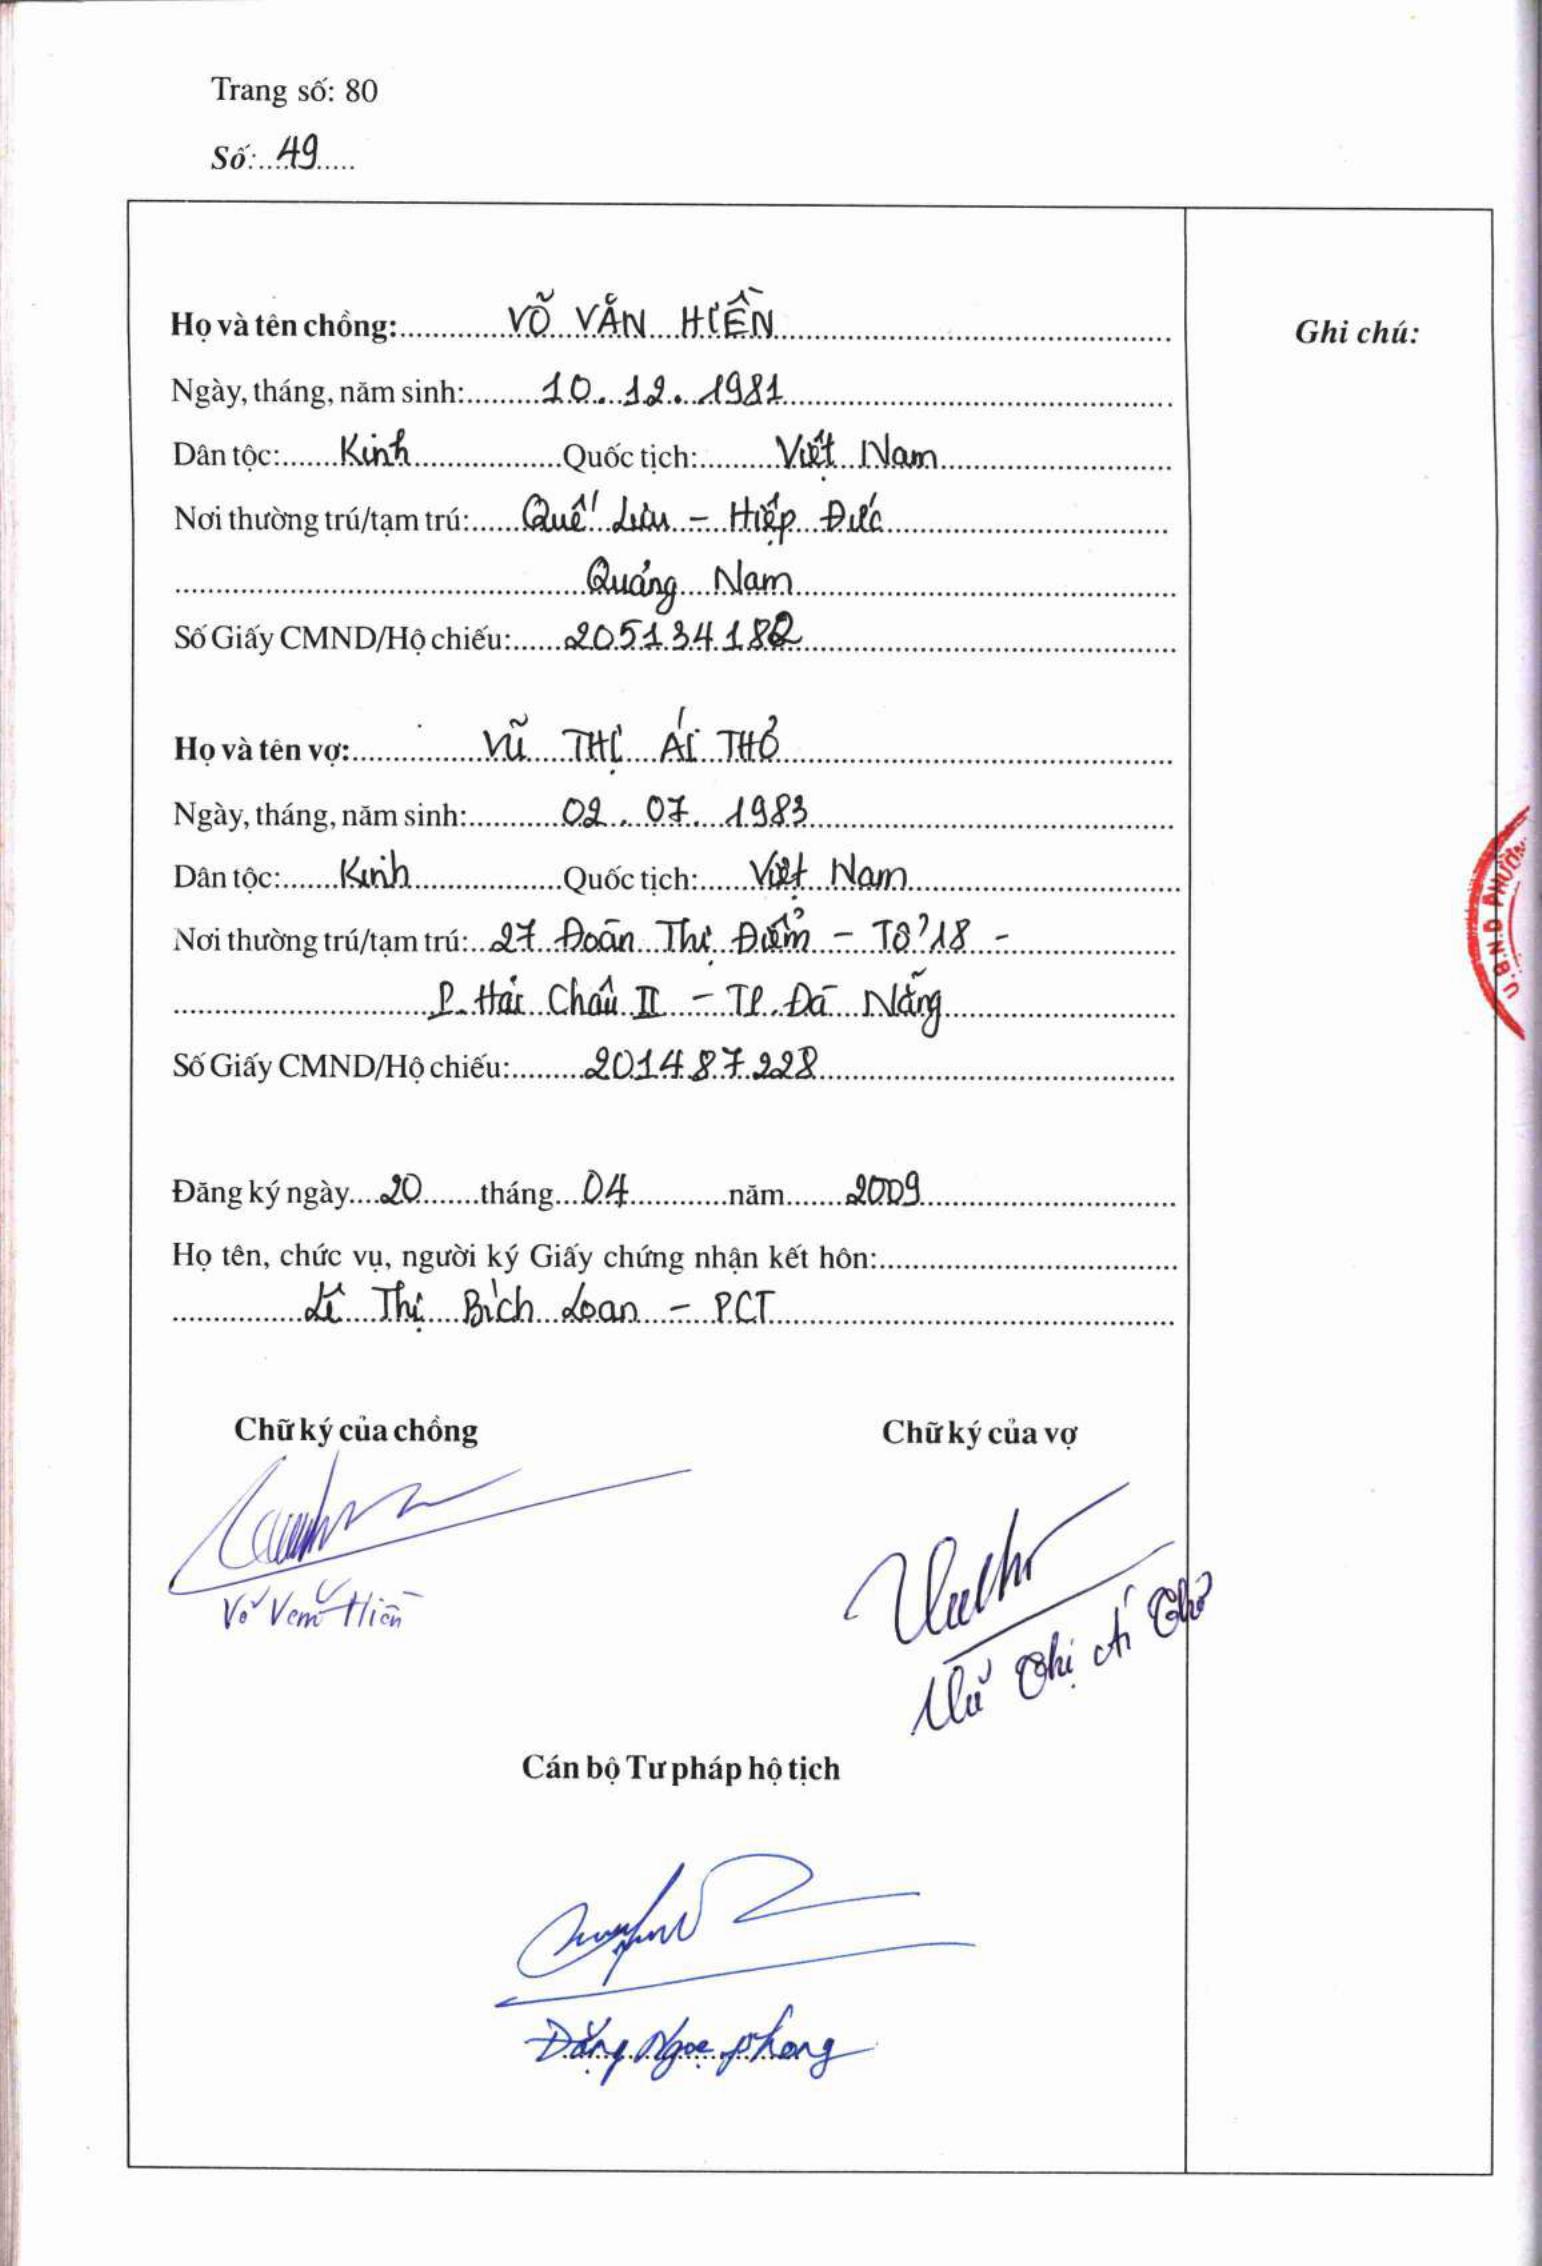 Trang số: 80
Số: 49
Ghi chú:
Họ và tên chồng: VÕ VĂN HIỀN
Ngày, tháng, năm sinh: 10. 12. 1981
Dân tộc: Kinh Quốc tịch: Việt Nam
Nơi thường trú/tạm trú: Quế Lưu - Hiệp Đức
Quảng Nam
Số Giấy CMND/Hộ chiếu: 205134182
Họ và tên vợ: VŨ THỊ ÁI THƠ
Ngày, tháng, năm sinh: 02. 07. 1983
Dân tộc: Kinh Quốc tịch: Việt Nam
Nơi thường trú/tạm trú: 27 Đoàn Thị Điểm - Tổ 18 -
P. Hải Châu II - TP. Đà Nẵng
Số Giấy CMND/Hộ chiếu: 201487228
Đăng ký ngày 20 tháng 04 năm 2009
Họ tên, chức vụ, người ký Giấy chứng nhận kết hôn:
Lê Thị Bích Loan - PCT
Chữ ký của chồng
Chữ ký của vợ
Võ Văn Hiền
Vũ Thị Ái Thơ
Cán bộ Tư pháp hộ tịch
Đặng Ngọc Phong
U.B.N.D PHƯỜNG